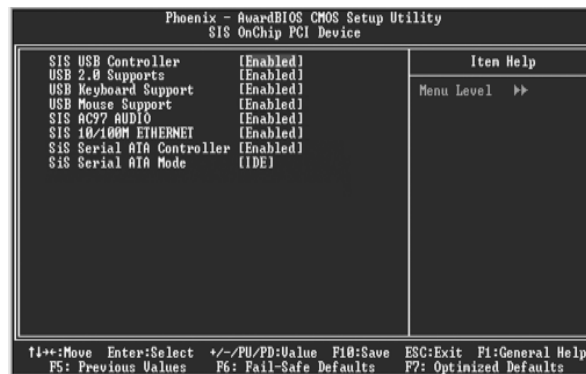 Phoenix - AwardBIOS CMOS Setup Utility
SIS OnChip PCI Device
SIS USB Controller [Enabled]
USB 2.0 Supports [Enabled]
USB Keyboard Support [Enabled]
USB Mouse Support [Enabled]
SIS AC97 AUDIO [Enabled]
SIS 10/100M ETHERNET [Enabled]
SiS Serial ATA Controller [Enabled]
SiS Serial ATA Mode [IDE]
Item Help
Menu Level ▶▶
↑↓→←:Move Enter:Select +/-/PU/PD:Value F10:Save ESC:Exit F1:General Help
F5: Previous Values F6: Fail-Safe Defaults F7: Optimized Defaults